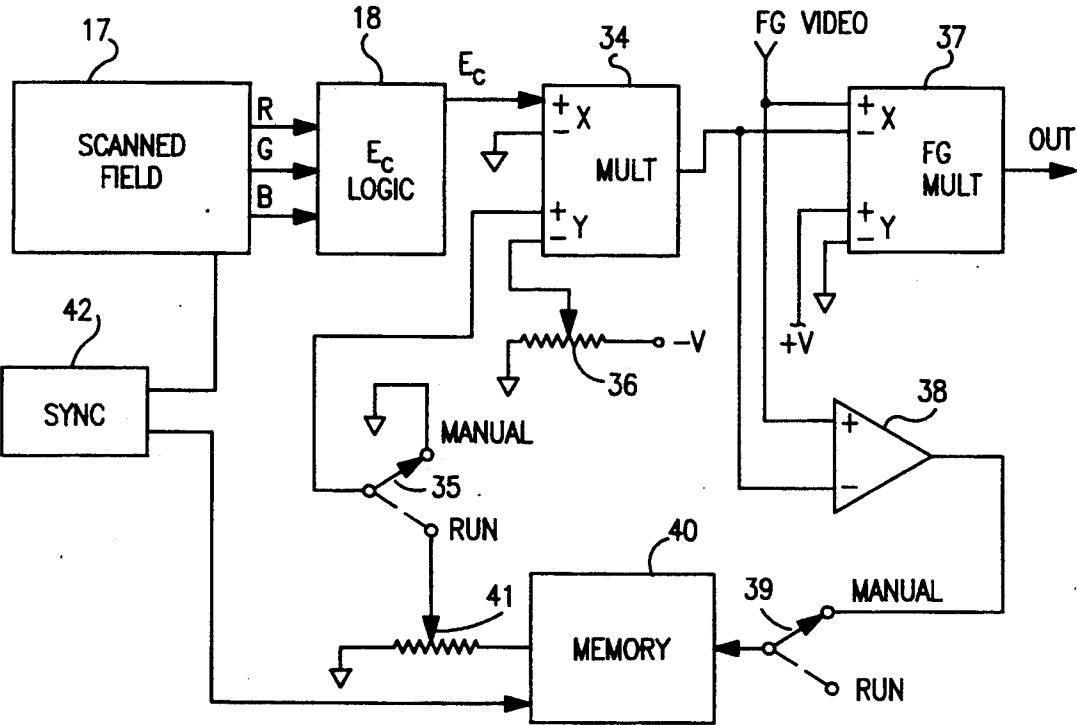 17
18
34
FG VIDEO
37
SCANNED
FIELD
R
G
B
E_C
LOGIC
E_C
+
−
X
MULT
+
−
Y
+
−
X
FG
MULT
+
−
Y
OUT
+V
−V
36
42
SYNC
MANUAL
35
RUN
38
+
−
40
41
MEMORY
39
MANUAL
RUN